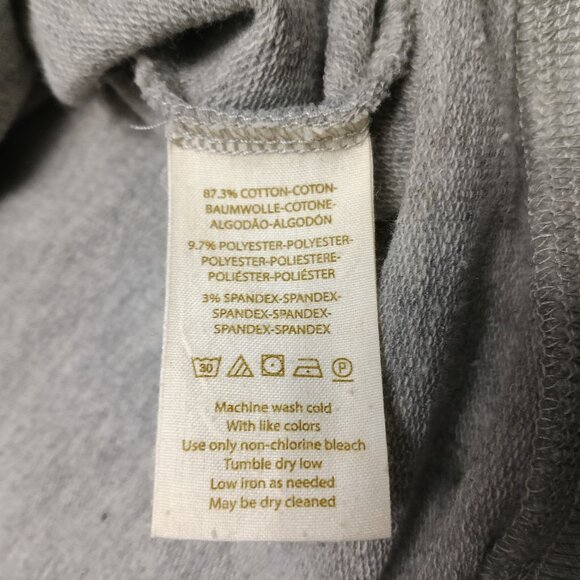 87.3% COTTON-COTON-
BAUMWOLLE-COTONE-
ALGODÃO-ALGODÓN
9.7% POLYESTER-POLYESTER-
POLYESTER-POLIESTERE-
POLIÉSTER-POLIÉSTER
3% SPANDEX-SPANDEX-
SPANDEX-SPANDEX-
SPANDEX-SPANDEX
30 P
Machine wash cold
With like colors
Use only non-chlorine bleach
Tumble dry low
Low iron as needed
May be dry cleaned